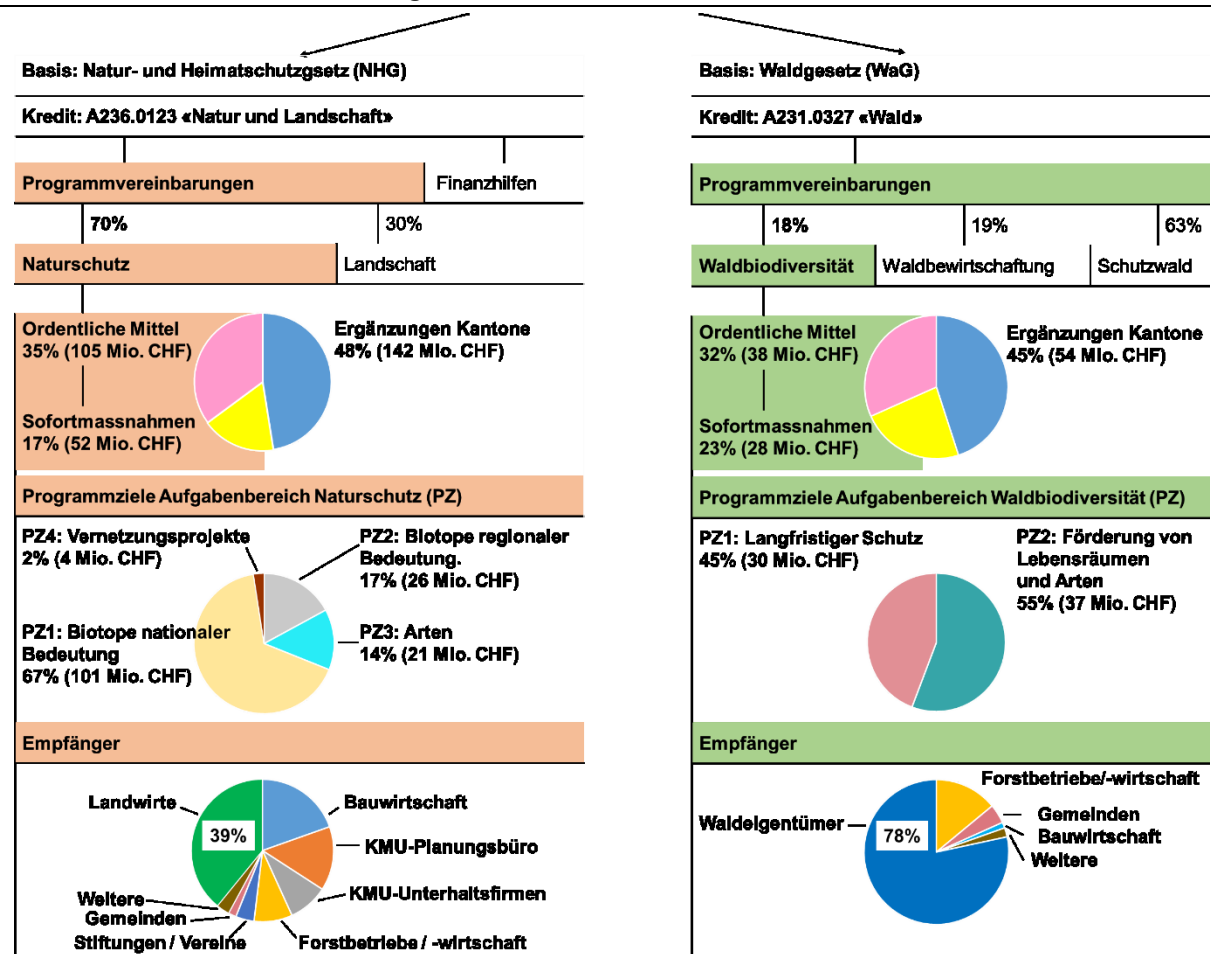 Basis: Natur- und Heimatschutzgsetz (NHG)
Kredit: A236.0123 «Natur und Landschaft»
Programmvereinbarungen
Finanzhilfen
70%
30%
Naturschutz
Landschaft
Ordentliche Mittel
35% (105 Mio. CHF)
Ergänzungen Kantone
48% (142 Mio. CHF)
Sofortmassnahmen
17% (52 Mio. CHF)
Programmziele Aufgabenbereich Naturschutz (PZ)
PZ4: Vernetzungsprojekte
2% (4 Mio. CHF)
PZ2: Biotope regionaler
Bedeutung.
17% (26 Mio. CHF)
PZ1: Biotope nationaler
Bedeutung
67% (101 Mio. CHF)
PZ3: Arten
14% (21 Mio. CHF)
Empfänger
Landwirte
39%
Bauwirtschaft
KMU-Planungsbüro
KMU-Unterhaltsfirmen
Weitere
Gemeinden
Stiftungen / Vereine
Forstbetriebe / -wirtschaft
Basis: Waldgesetz (WaG)
Kredit: A231.0327 «Wald»
Programmvereinbarungen
18%
19%
63%
Waldbiodiversität
Waldbewirtschaftung
Schutzwald
Ordentliche Mittel
32% (38 Mio. CHF)
Ergänzungen Kantone
45% (54 Mio. CHF)
Sofortmassnahmen
23% (28 Mio. CHF)
Programmziele Aufgabenbereich Waldbiodiversität (PZ)
PZ1: Langfristiger Schutz
45% (30 Mio. CHF)
PZ2: Förderung von
Lebensräumen
und Arten
55% (37 Mio. CHF)
Empfänger
Waldeigentümer
78%
Forstbetriebe/-wirtschaft
Gemeinden
Bauwirtschaft
Weitere